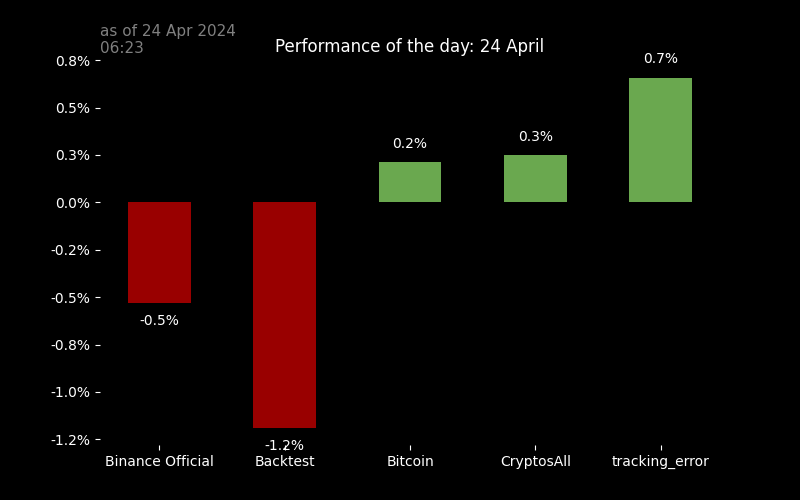 as of 24 Apr 2024
06:23
Performance of the day: 24 April
0.8%
0.5%
0.3%
0.0%
-0.2%
-0.5%
-0.8%
-1.0%
-1.2%
-0.5%
-1.2%
0.2%
0.3%
0.7%
Binance Official
Backtest
Bitcoin
CryptosAll
tracking_error